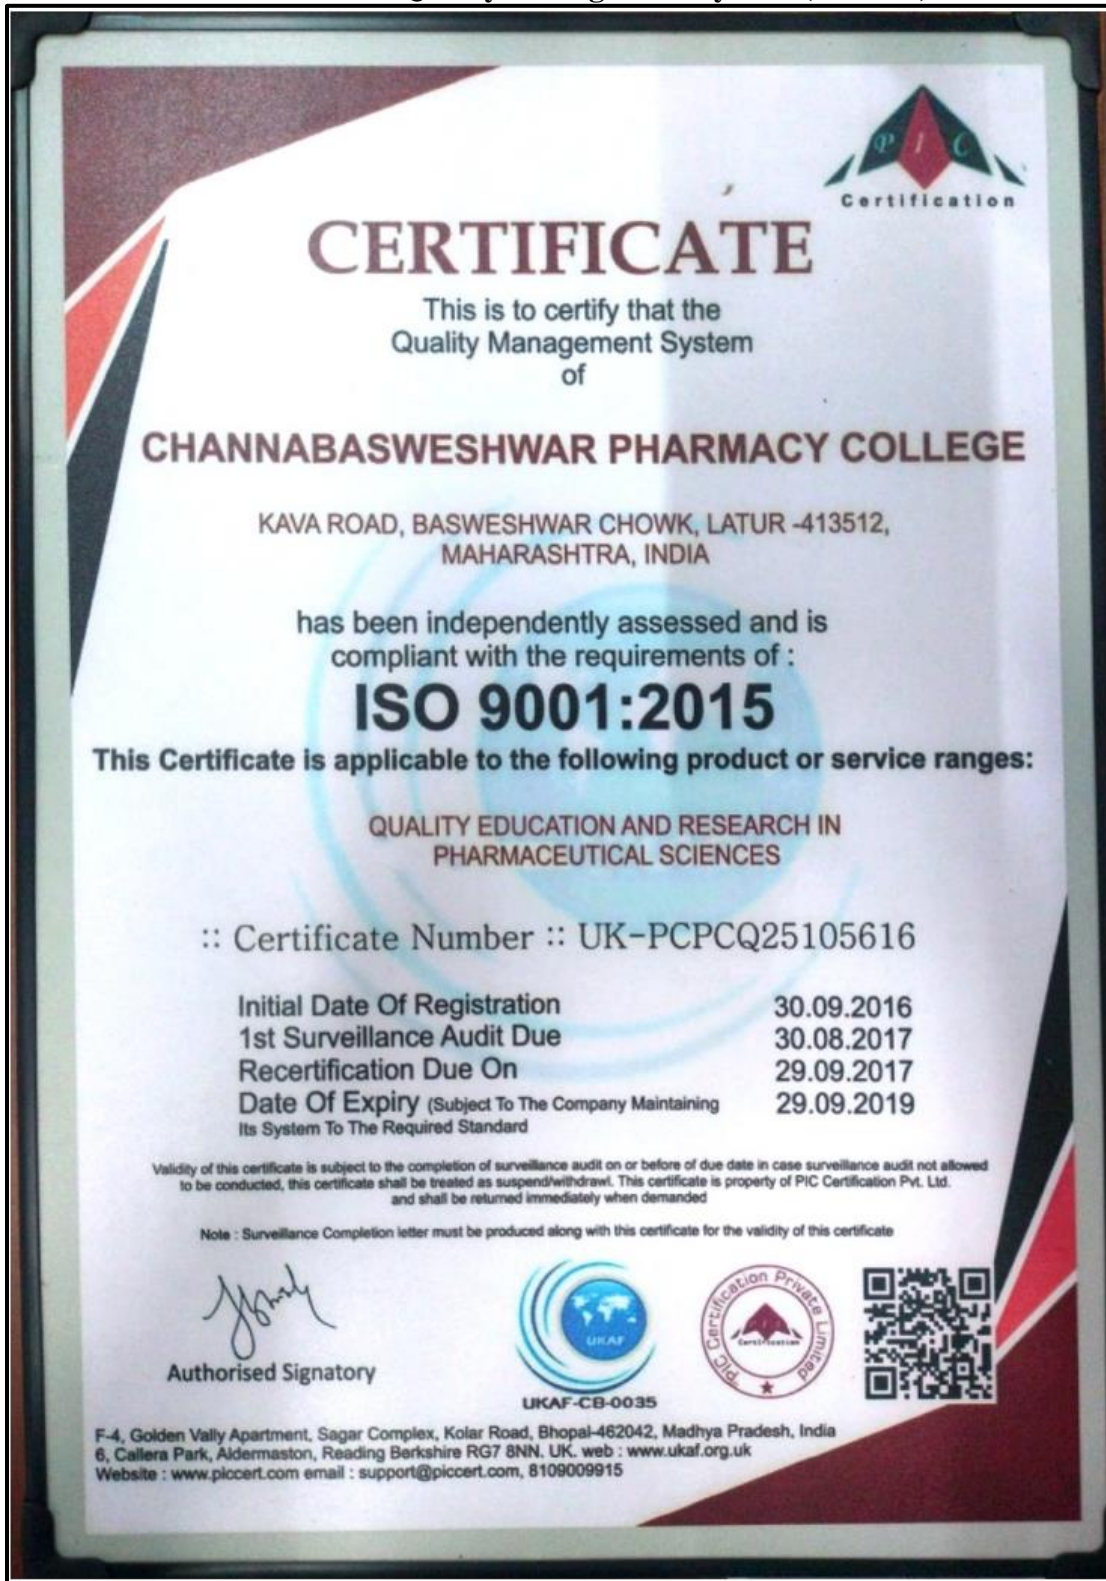 P I C
Certification
CERTIFICATE
This is to certify that the
Quality Management System
of
CHANNABASWESHWAR PHARMACY COLLEGE
KAVA ROAD, BASWESHWAR CHOWK, LATUR -413512,
MAHARASHTRA, INDIA
has been independently assessed and is
compliant with the requirements of :
ISO 9001:2015
This Certificate is applicable to the following product or service ranges:
QUALITY EDUCATION AND RESEARCH IN
PHARMACEUTICAL SCIENCES
:: Certificate Number :: UK-PCPCQ25105616
Initial Date Of Registration 30.09.2016
1st Surveillance Audit Due 30.08.2017
Recertification Due On 29.09.2017
Date Of Expiry (Subject To The Company Maintaining 29.09.2019
Its System To The Required Standard
Validity of this certificate is subject to the completion of surveillance audit on or before of due date in case surveillance audit not allowed
to be conducted, this certificate shall be treated as suspend/withdrawl. This certificate is property of PIC Certification Pvt. Ltd.
and shall be returned immediately when demanded
Note : Surveillance Completion letter must be produced along with this certificate for the validity of this certificate
Authorised Signatory
UKAF
UKAF-CB-0035
PIC Certification Private Limited
Certification
F-4, Golden Vally Apartment, Sagar Complex, Kolar Road, Bhopal-462042, Madhya Pradesh, India
6, Callera Park, Aldermaston, Reading Berkshire RG7 8NN. UK. web : www.ukaf.org.uk
Website : www.piccert.com email : support@piccert.com, 8109009915